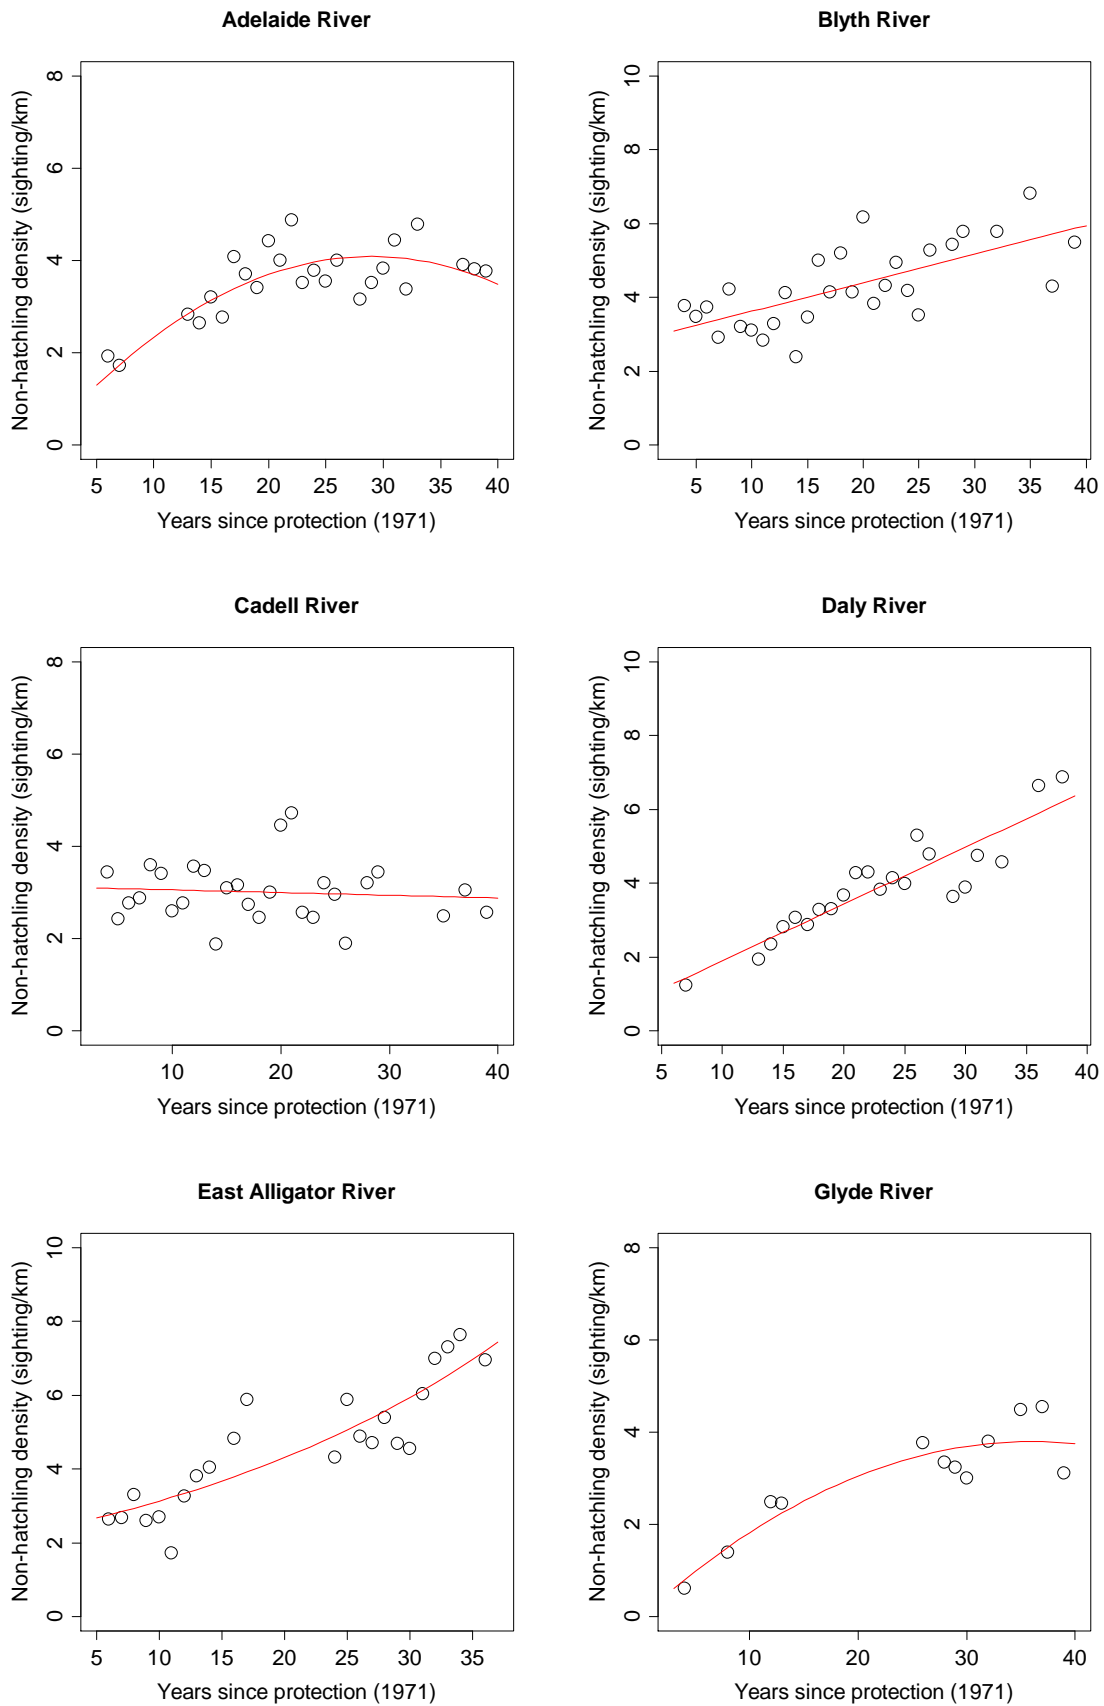 Adelaide River
Non-hatchling density (sighting/km)
8
6
4
2
0
5 10 15 20 25 30 35 40
Years since protection (1971)
Blyth River
Non-hatchling density (sighting/km)
10
8
6
4
2
0
5 10 15 20 25 30 35 40
Years since protection (1971)
Cadell River
Non-hatchling density (sighting/km)
8
6
4
2
0
10 20 30 40
Years since protection (1971)
Daly River
Non-hatchling density (sighting/km)
10
8
6
4
2
0
5 10 15 20 25 30 35 40
Years since protection (1971)
East Alligator River
Non-hatchling density (sighting/km)
10
8
6
4
2
0
5 10 15 20 25 30 35
Years since protection (1971)
Glyde River
Non-hatchling density (sighting/km)
8
6
4
2
0
10 20 30 40
Years since protection (1971)